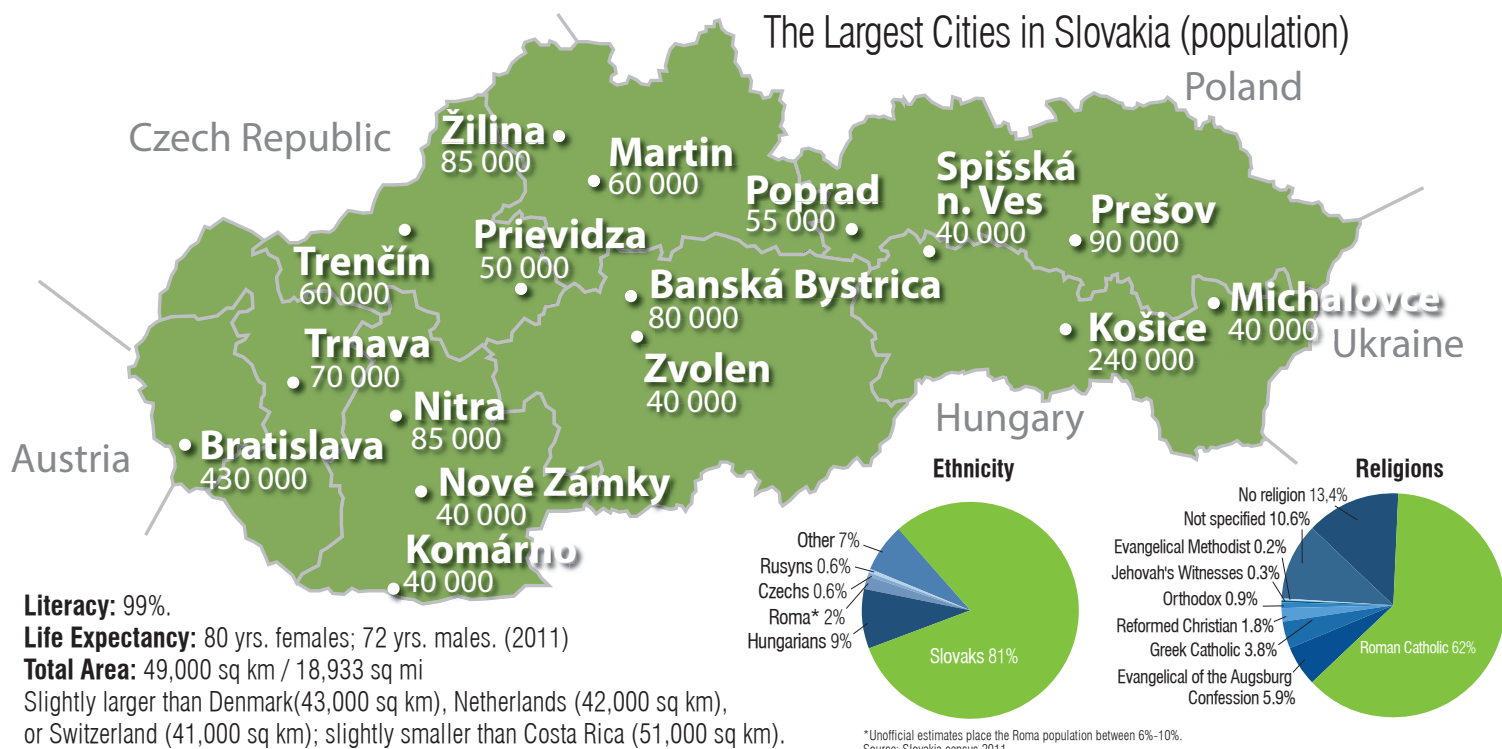 The Largest Cities in Slovakia (population)
Poland
Czech Republic
Žilina
85 000
Martin
60 000
Poprad
55 000
Spišská
n. Ves
40 000
Prešov
90 000
Trenčín
60 000
Prievidza
50 000
Banská Bystrica
80 000
Michalovce
40 000
Košice
240 000
Ukraine
Trnava
70 000
Zvolen
40 000
Nitra
85 000
Hungary
Austria
Bratislava
430 000
Nové Zámky
40 000
Komárno
40 000
Literacy: 99%.
Life Expectancy: 80 yrs. females; 72 yrs. males. (2011)
Total Area: 49,000 sq km / 18,933 sq mi
Slightly larger than Denmark(43,000 sq km), Netherlands (42,000 sq km),
or Switzerland (41,000 sq km); slightly smaller than Costa Rica (51,000 sq km).
Ethnicity
Other 7%
Rusyns 0.6%
Czechs 0.6%
Roma* 2%
Hungarians 9%
Slovaks 81%
Religions
No religion 13,4%
Not specified 10.6%
Evangelical Methodist 0.2%
Jehovah's Witnesses 0.3%
Orthodox 0.9%
Reformed Christian 1.8%
Greek Catholic 3.8%
Evangelical of the Augsburg
Confession 5.9%
Roman Catholic 62%
*Unofficial estimates place the Roma population between 6%-10%.
Source: Slovakia census 2011